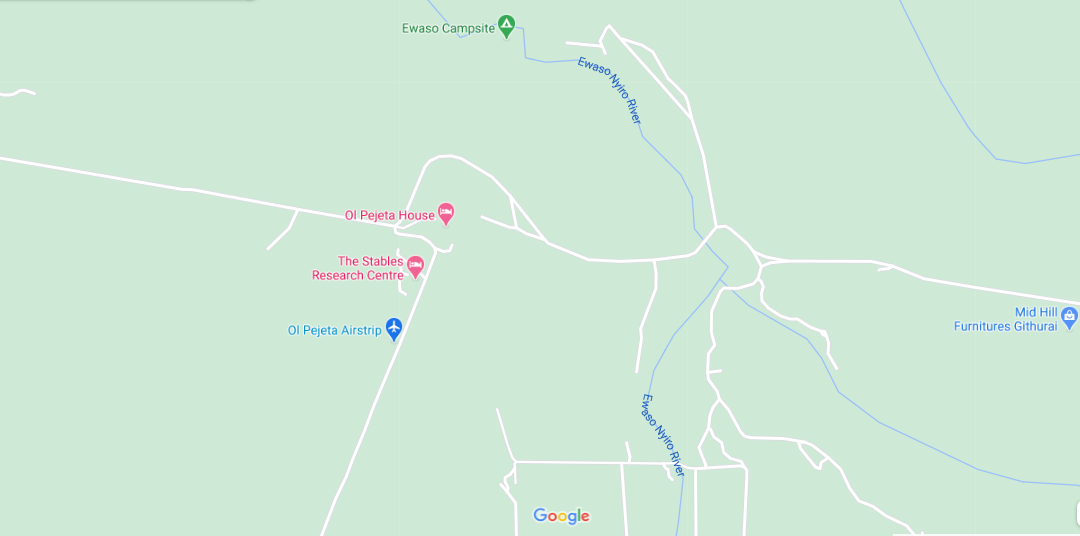 Ewaso Campsite
Ewaso Nyiro River
Ol Pejeta House
The Stables
Research Centre
Ol Pejeta Airstrip
Mid Hill
Furnitures Githurai
Ewaso Nyiro River
Google